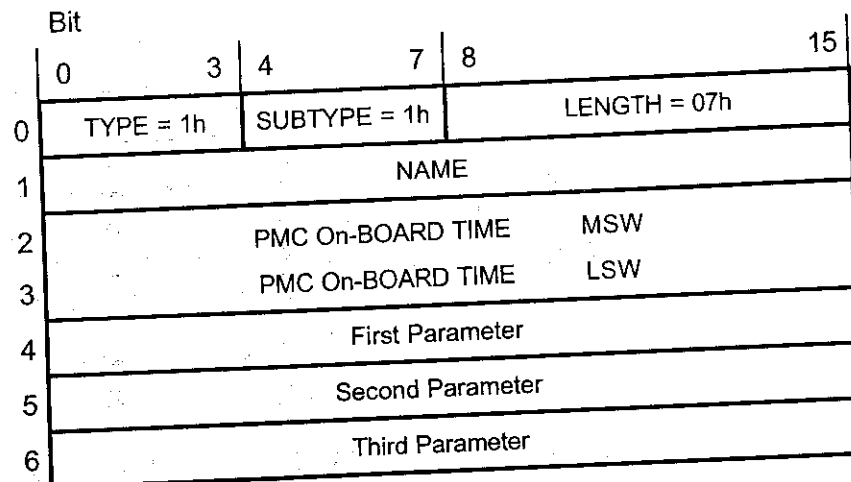 Bit
0 3 4 7 8 15
0 TYPE = 1h SUBTYPE = 1h LENGTH = 07h
1 NAME
2 PMC On-BOARD TIME MSW
3 PMC On-BOARD TIME LSW
4 First Parameter
5 Second Parameter
6 Third Parameter